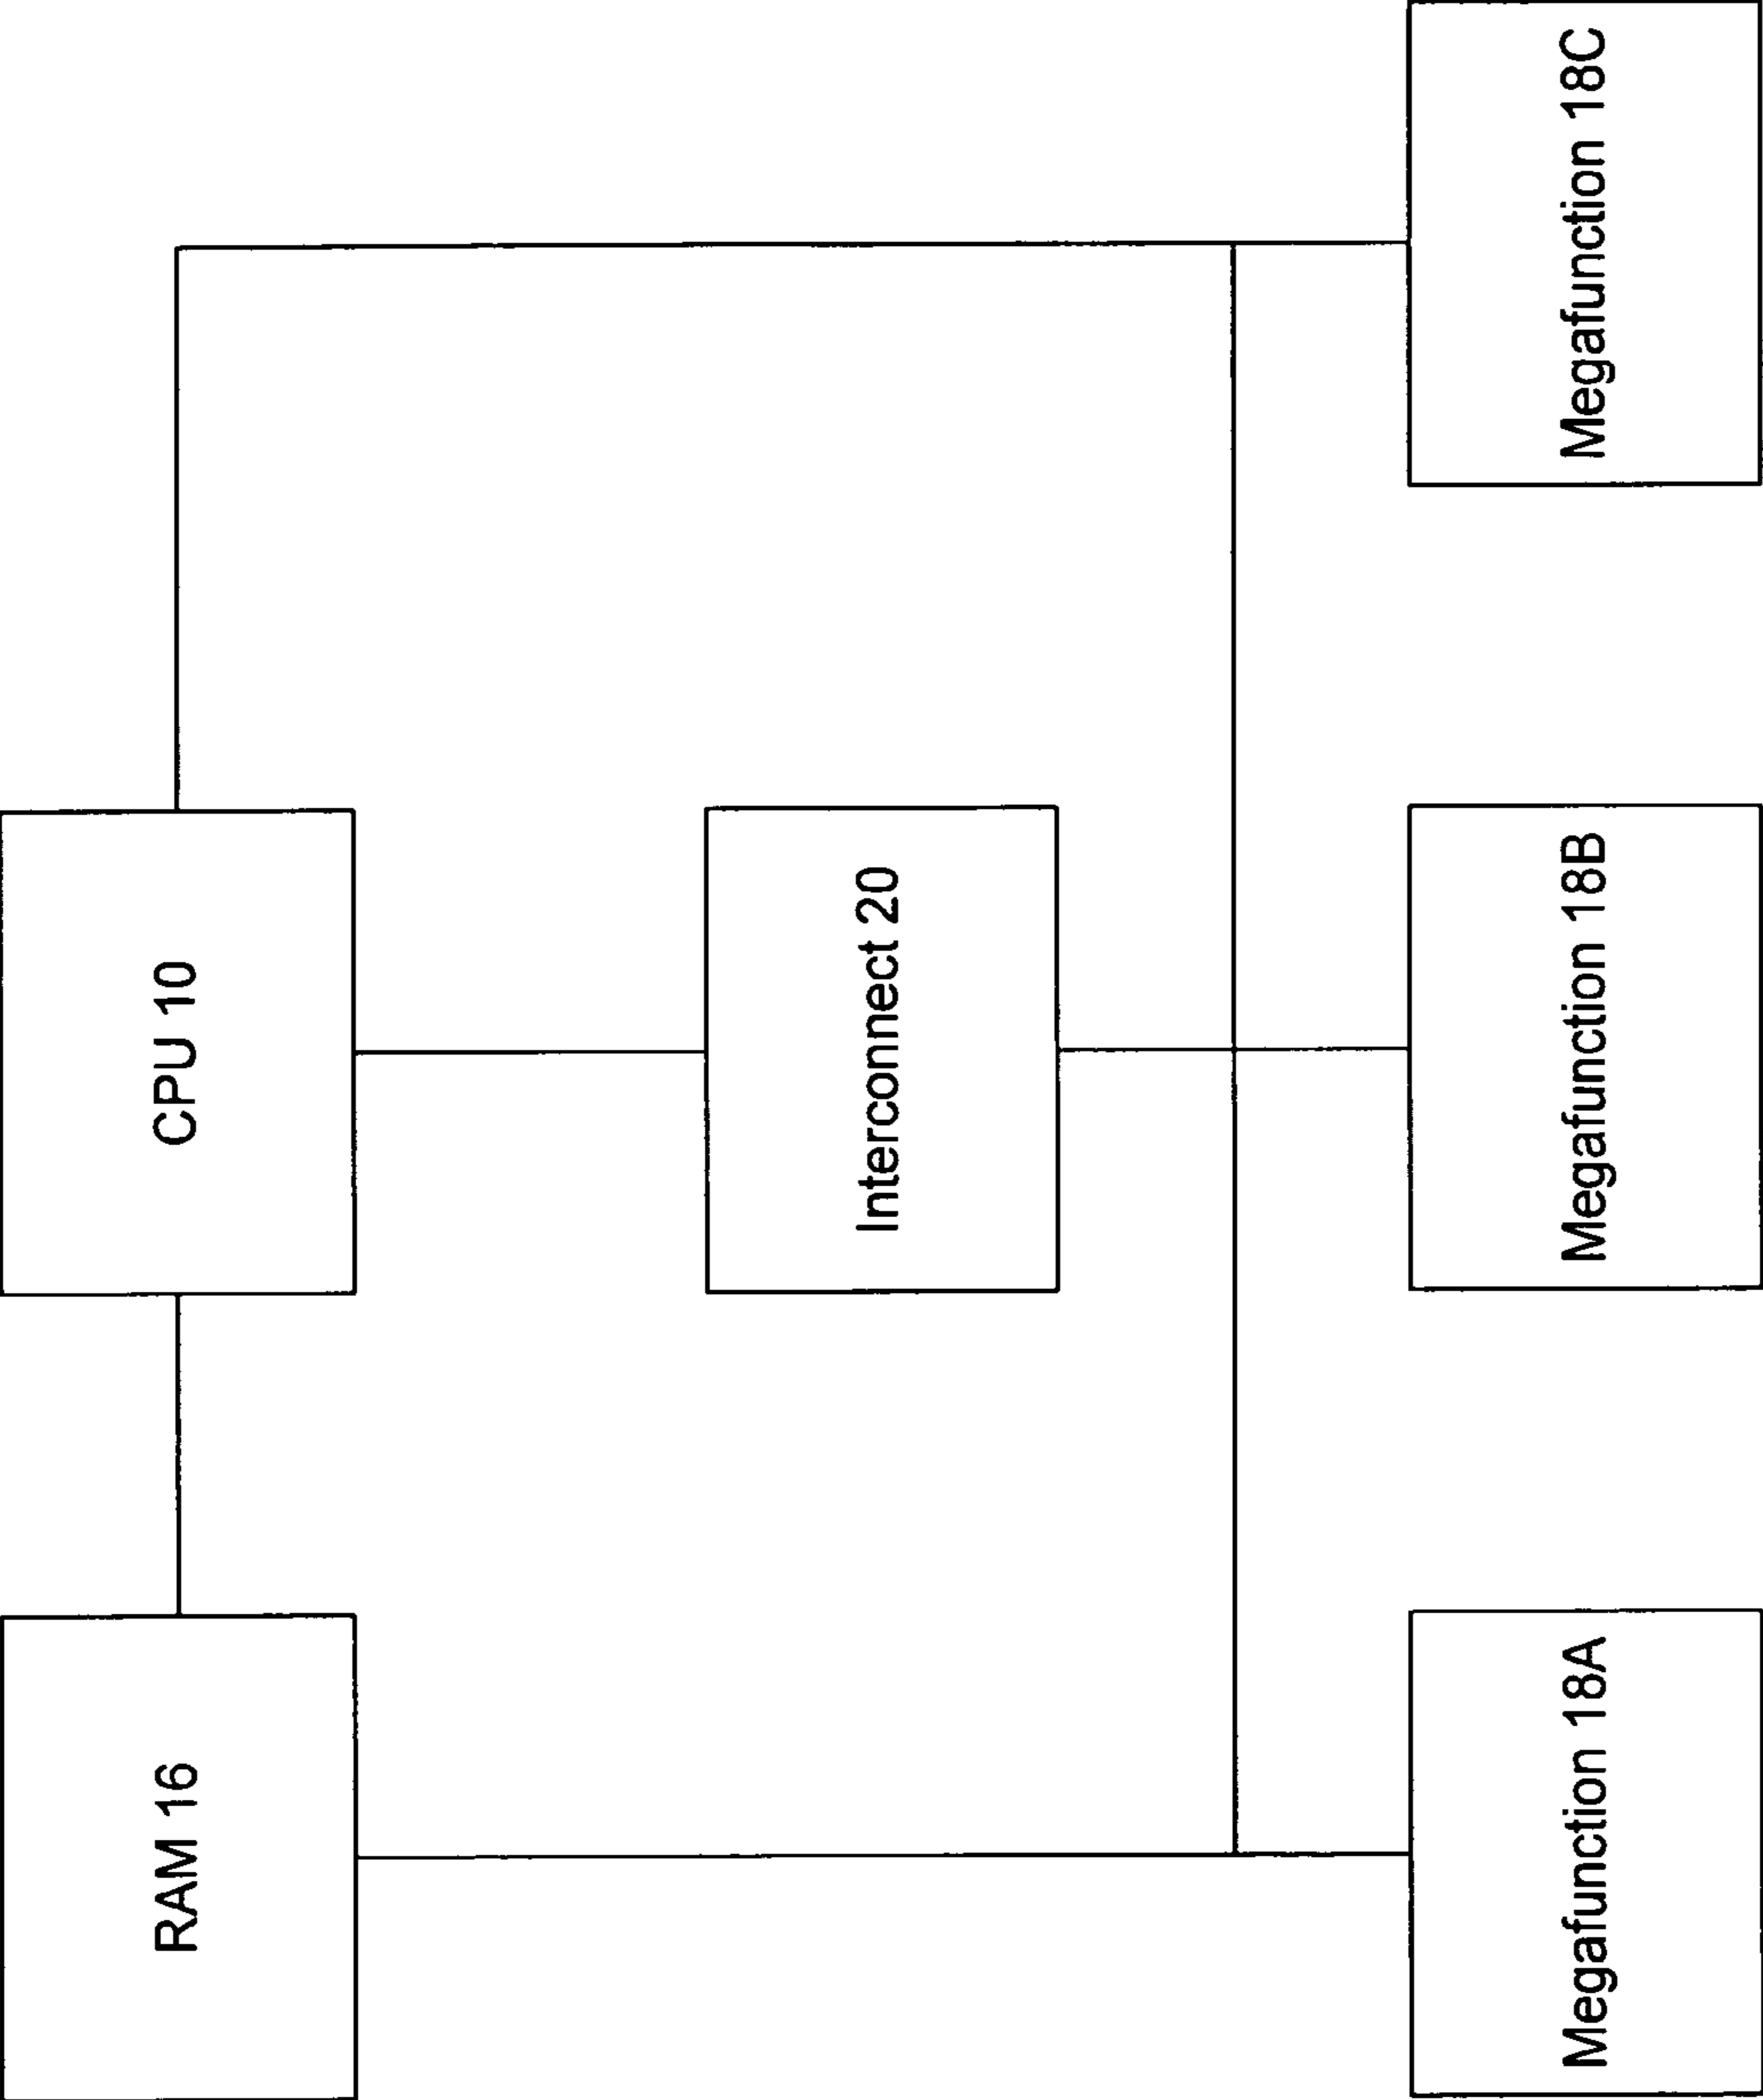 RAM 16
CPU 10
Interconnect 20
Megafunction 18A
Megafunction 18B
Megafunction 18C